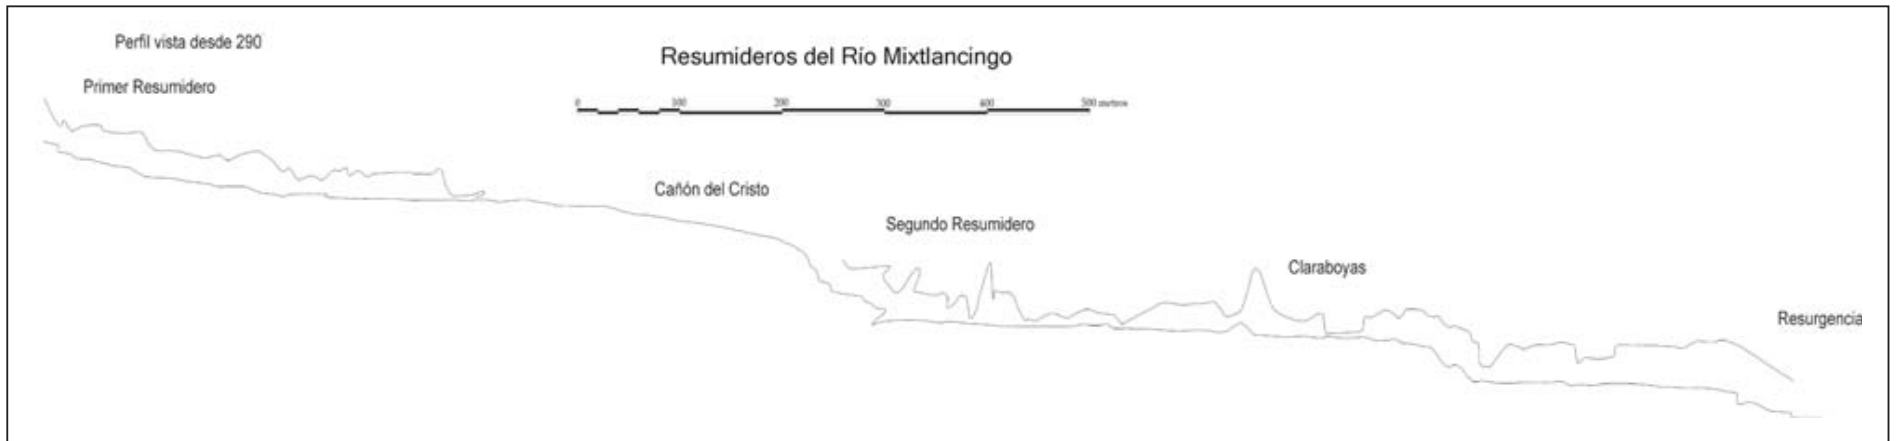 Perfil vista desde 290
Resumideros del Río Mixtlancingo
Primer Resumidero
0 100 200 300 400 500 metros
Cañón del Cristo
Segundo Resumidero
Claraboyas
Resurgencia